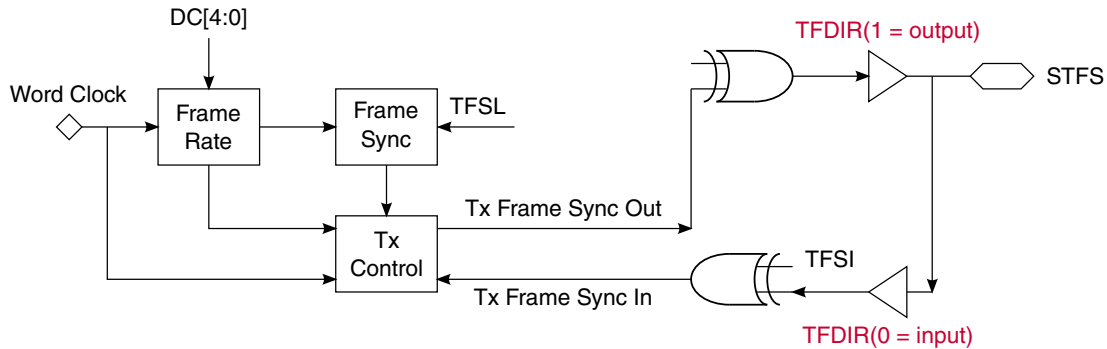 DC[4:0]
TFDIR(1 = output)
Word Clock
STFS
Frame
Rate
Frame
Sync
TFSL
Tx Frame Sync Out
Tx
Control
TFSI
Tx Frame Sync In
TFDIR(0 = input)